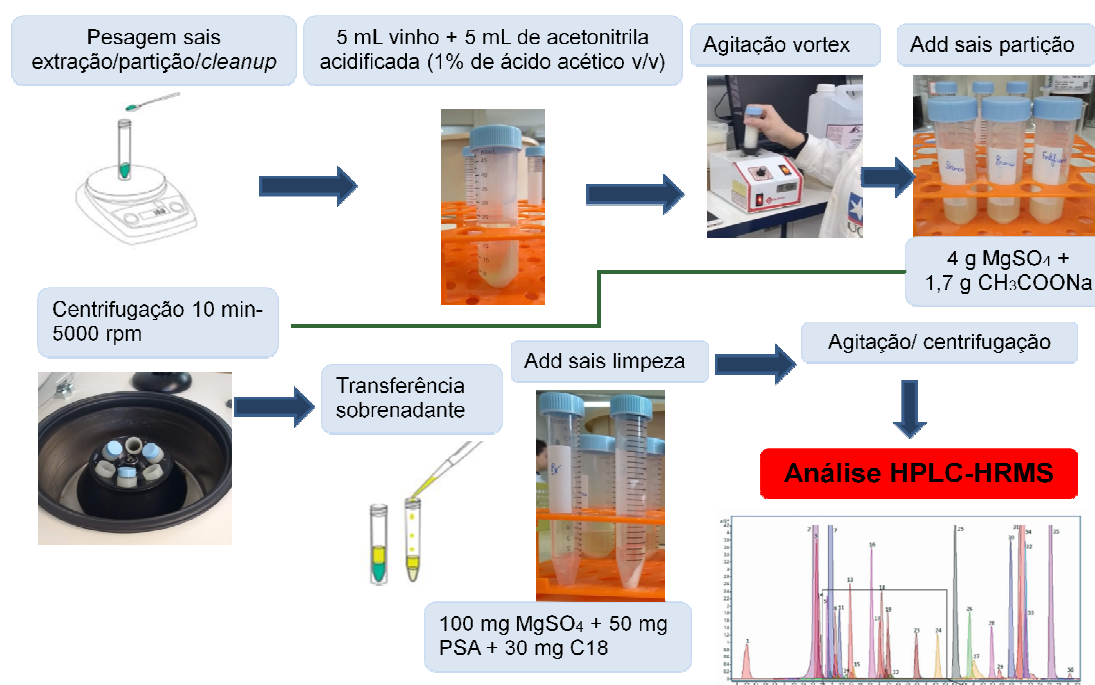 Pesagem sais
extração/partição/cleanup
5 mL vinho + 5 mL de acetonitrila
acidificada (1% de ácido acético v/v)
Agitação vortex
Add sais partição
4 g MgSO₄ +
1,7 g CH₃COONa
Centrifugação 10 min-
5000 rpm
Transferência
sobrenadante
Add sais limpeza
Br
100 mg MgSO₄ + 50 mg
PSA + 30 mg C18
Agitação/ centrifugação
Análise HPLC-HRMS